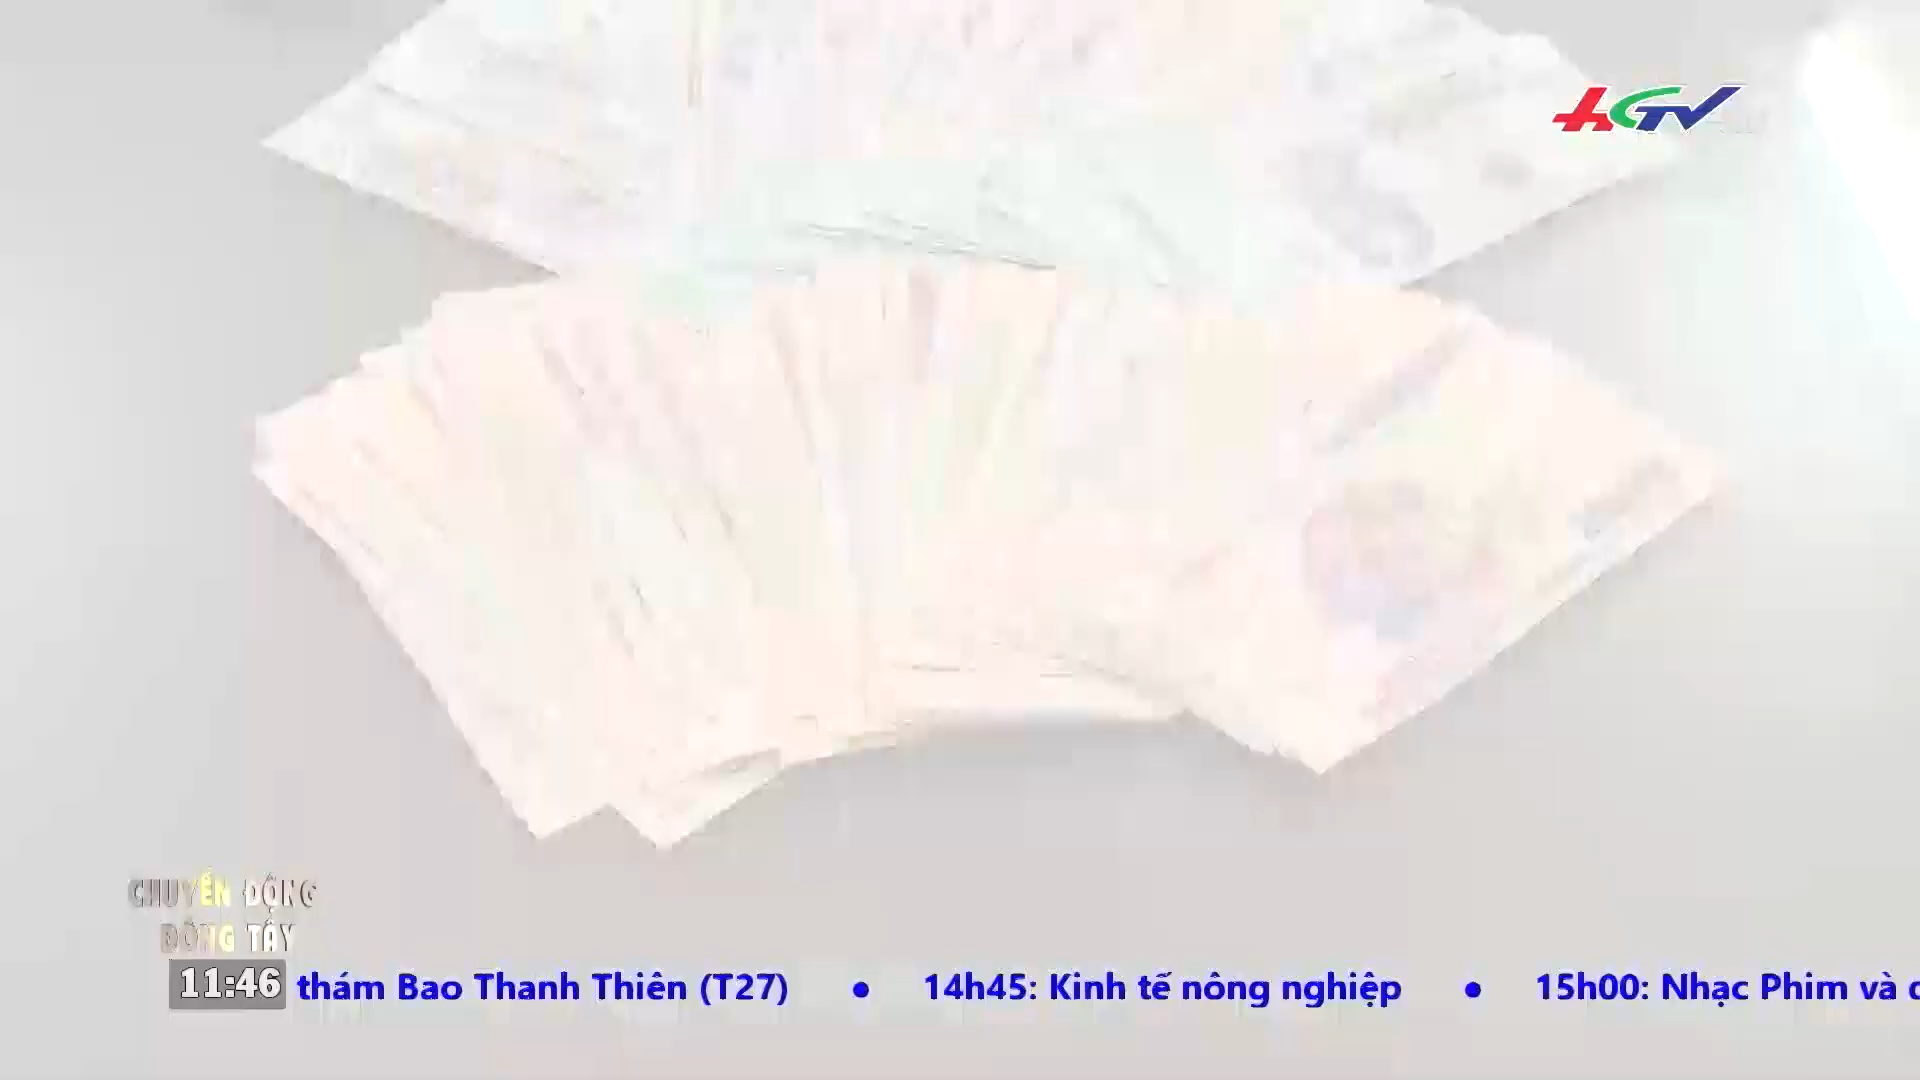 HGTV
CHUYỂN ĐỘNG
ĐÔNG TÂY
11:46
thám Bao Thanh Thiên (T27) • 14h45: Kinh tế nông nghiệp • 15h00: Nhạc Phim và